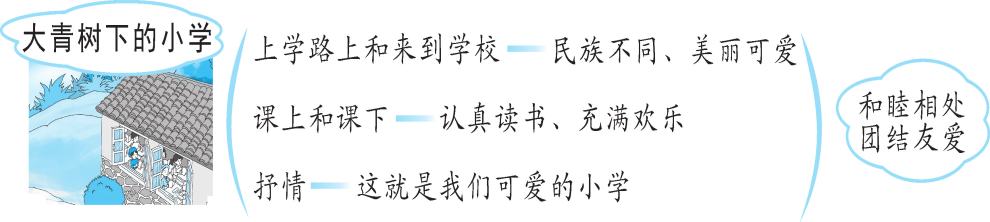 大青树下的小学
上学路上和来到学校 — 民族不同、美丽可爱
课上和课下 — 认真读书、充满欢乐
抒情 — 这就是我们可爱的小学
和睦相处
团结友爱